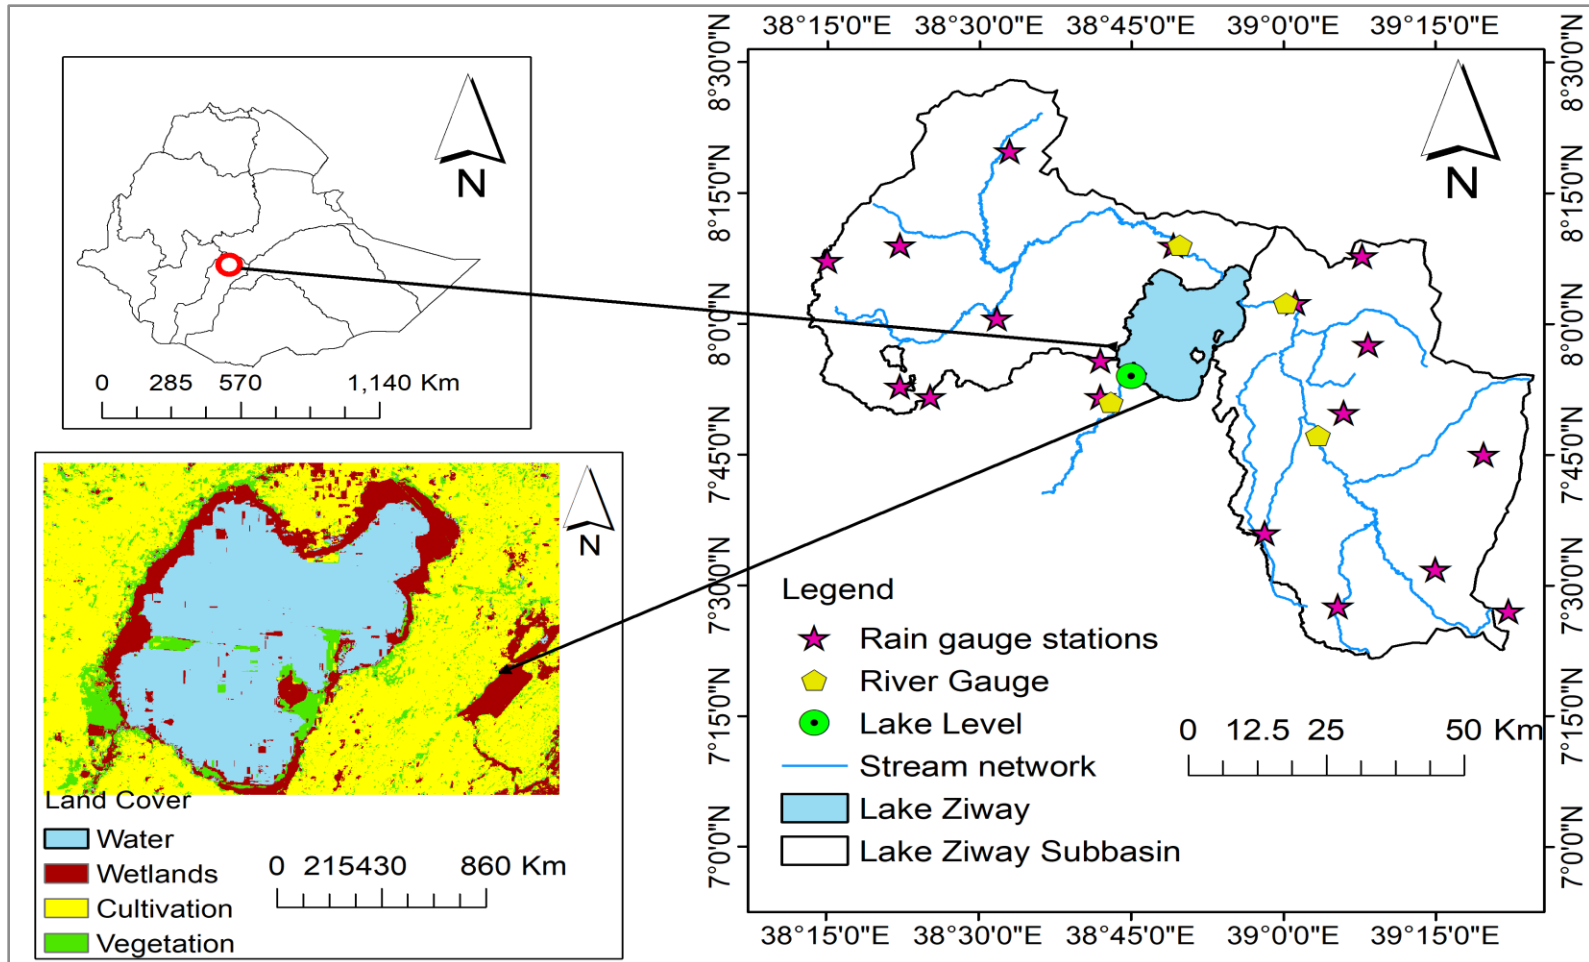 N
0 285 570 1,140 Km
N
Land Cover
Water
Wetlands
Cultivation
Vegetation
0 215430 860 Km
38°15'0"E 38°30'0"E 38°45'0"E 39°0'0"E 39°15'0"E
8°30'0"N 8°30'0"N
8°15'0"N 8°15'0"N
8°0'0"N 8°0'0"N
7°45'0"N 7°45'0"N
7°30'0"N 7°30'0"N
7°15'0"N 7°15'0"N
7°0'0"N 7°0'0"N
N
Legend
Rain gauge stations
River Gauge
Lake Level
Stream network
Lake Ziway
Lake Ziway Subbasin
0 12.5 25 50 Km
38°15'0"E 38°30'0"E 38°45'0"E 39°0'0"E 39°15'0"E